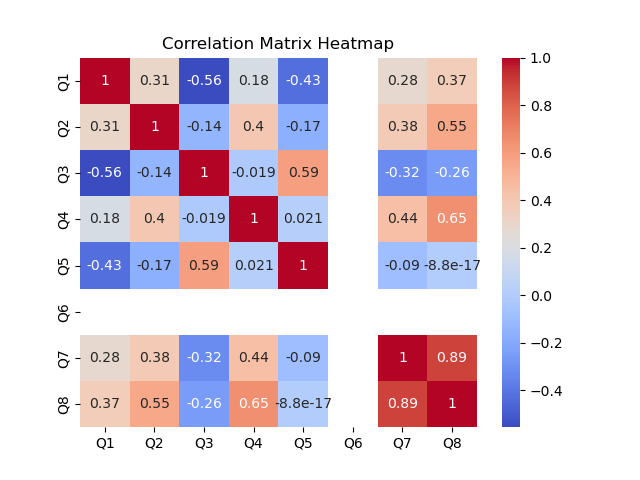 Correlation Matrix Heatmap
Q1 1 0.31 -0.56 0.18 -0.43 0.28 0.37
Q2 0.31 1 -0.14 0.4 -0.17 0.38 0.55
Q3 -0.56 -0.14 1 -0.019 0.59 -0.32 -0.26
Q4 0.18 0.4 -0.019 1 0.021 0.44 0.65
Q5 -0.43 -0.17 0.59 0.021 1 -0.09 -8.8e-17
Q6
Q7 0.28 0.38 -0.32 0.44 -0.09 1 0.89
Q8 0.37 0.55 -0.26 0.65 -8.8e-17 0.89 1
Q1 Q2 Q3 Q4 Q5 Q6 Q7 Q8
1.0
0.8
0.6
0.4
0.2
0.0
−0.2
−0.4